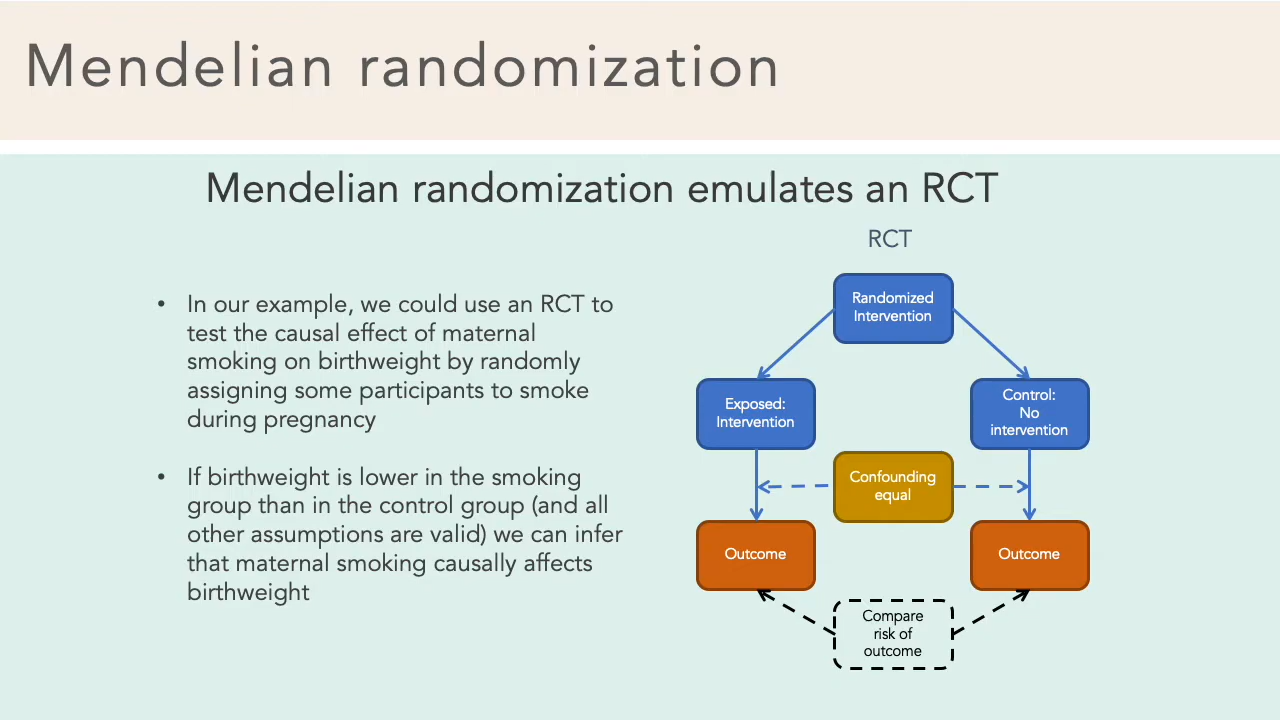 Mendelian randomization
Mendelian randomization emulates an RCT
• In our example, we could use an RCT to
test the causal effect of maternal
smoking on birthweight by randomly
assigning some participants to smoke
during pregnancy
• If birthweight is lower in the smoking
group than in the control group (and all
other assumptions are valid) we can infer
that maternal smoking causally affects
birthweight
RCT
Randomized
Intervention
Exposed:
Intervention
Control:
No
intervention
Confounding
equal
Outcome
Outcome
Compare
risk of
outcome